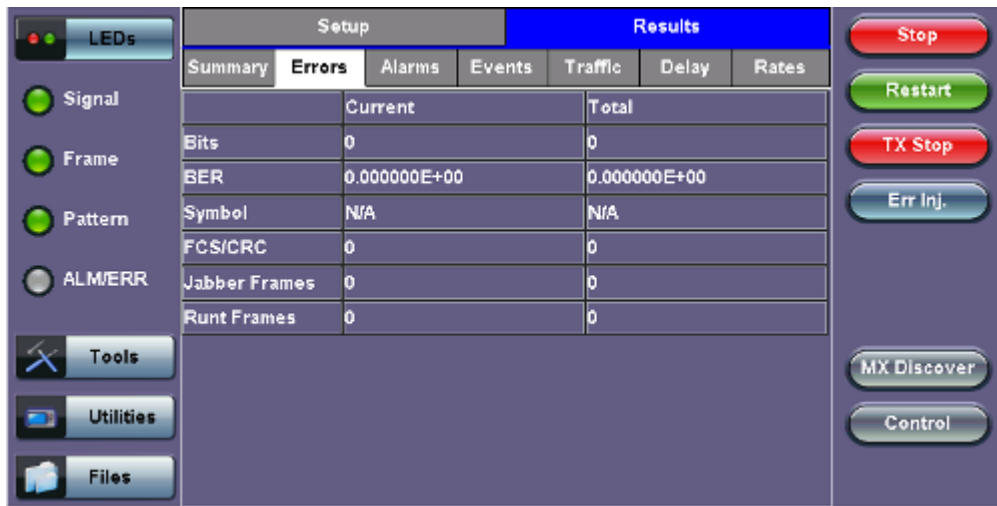 LEDs
Signal
Frame
Pattern
ALM/ERR
Tools
Utilities
Files
Setup Results
Summary Errors Alarms Events Traffic Delay Rates
Current Total
Bits 0 0
BER 0.000000E+00 0.000000E+00
Symbol N/A N/A
FCS/CRC 0 0
Jabber Frames 0 0
Runt Frames 0 0
Stop
Restart
TX Stop
Err Inj.
MX Discover
Control